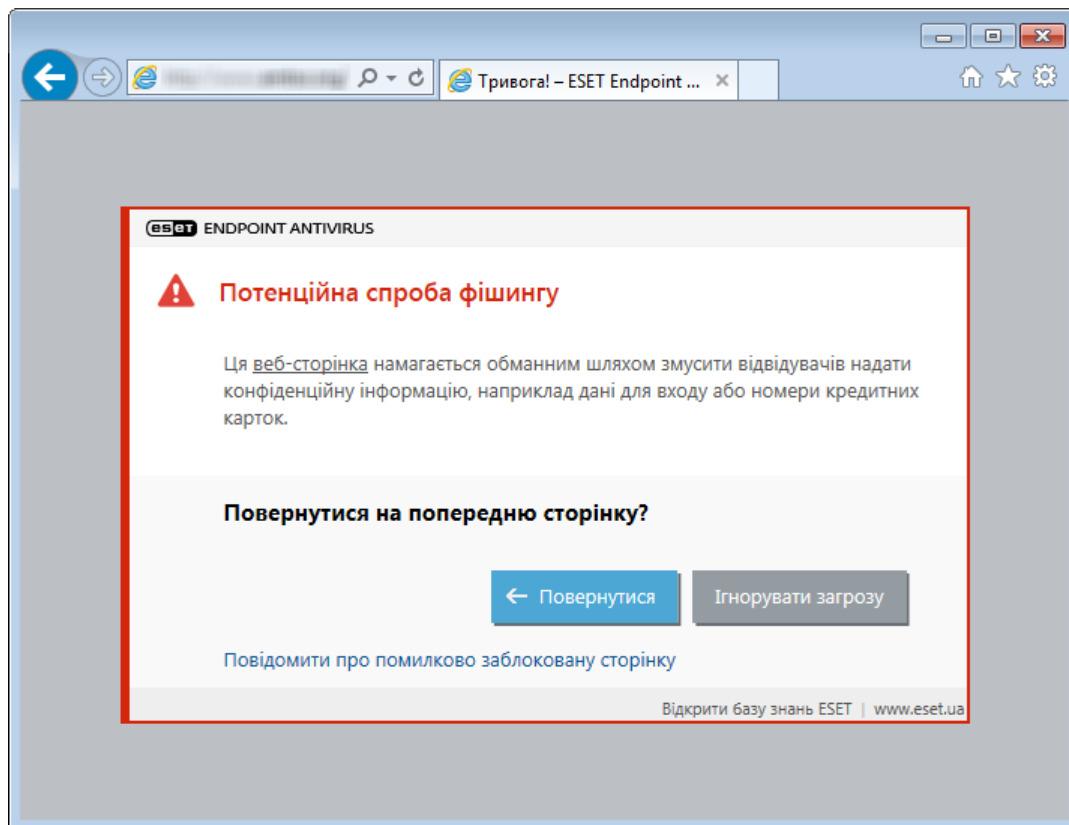 Тривога! – ESET Endpoint ...
eset ENDPOINT ANTIVIRUS
Потенційна спроба фішингу
Ця веб-сторінка намагається обманним шляхом змусити відвідувачів надати
конфіденційну інформацію, наприклад дані для входу або номери кредитних
карток.
Повернутися на попередню сторінку?
Повернутися Ігнорувати загрозу
Повідомити про помилково заблоковану сторінку
Відкрити базу знань ESET | www.eset.ua